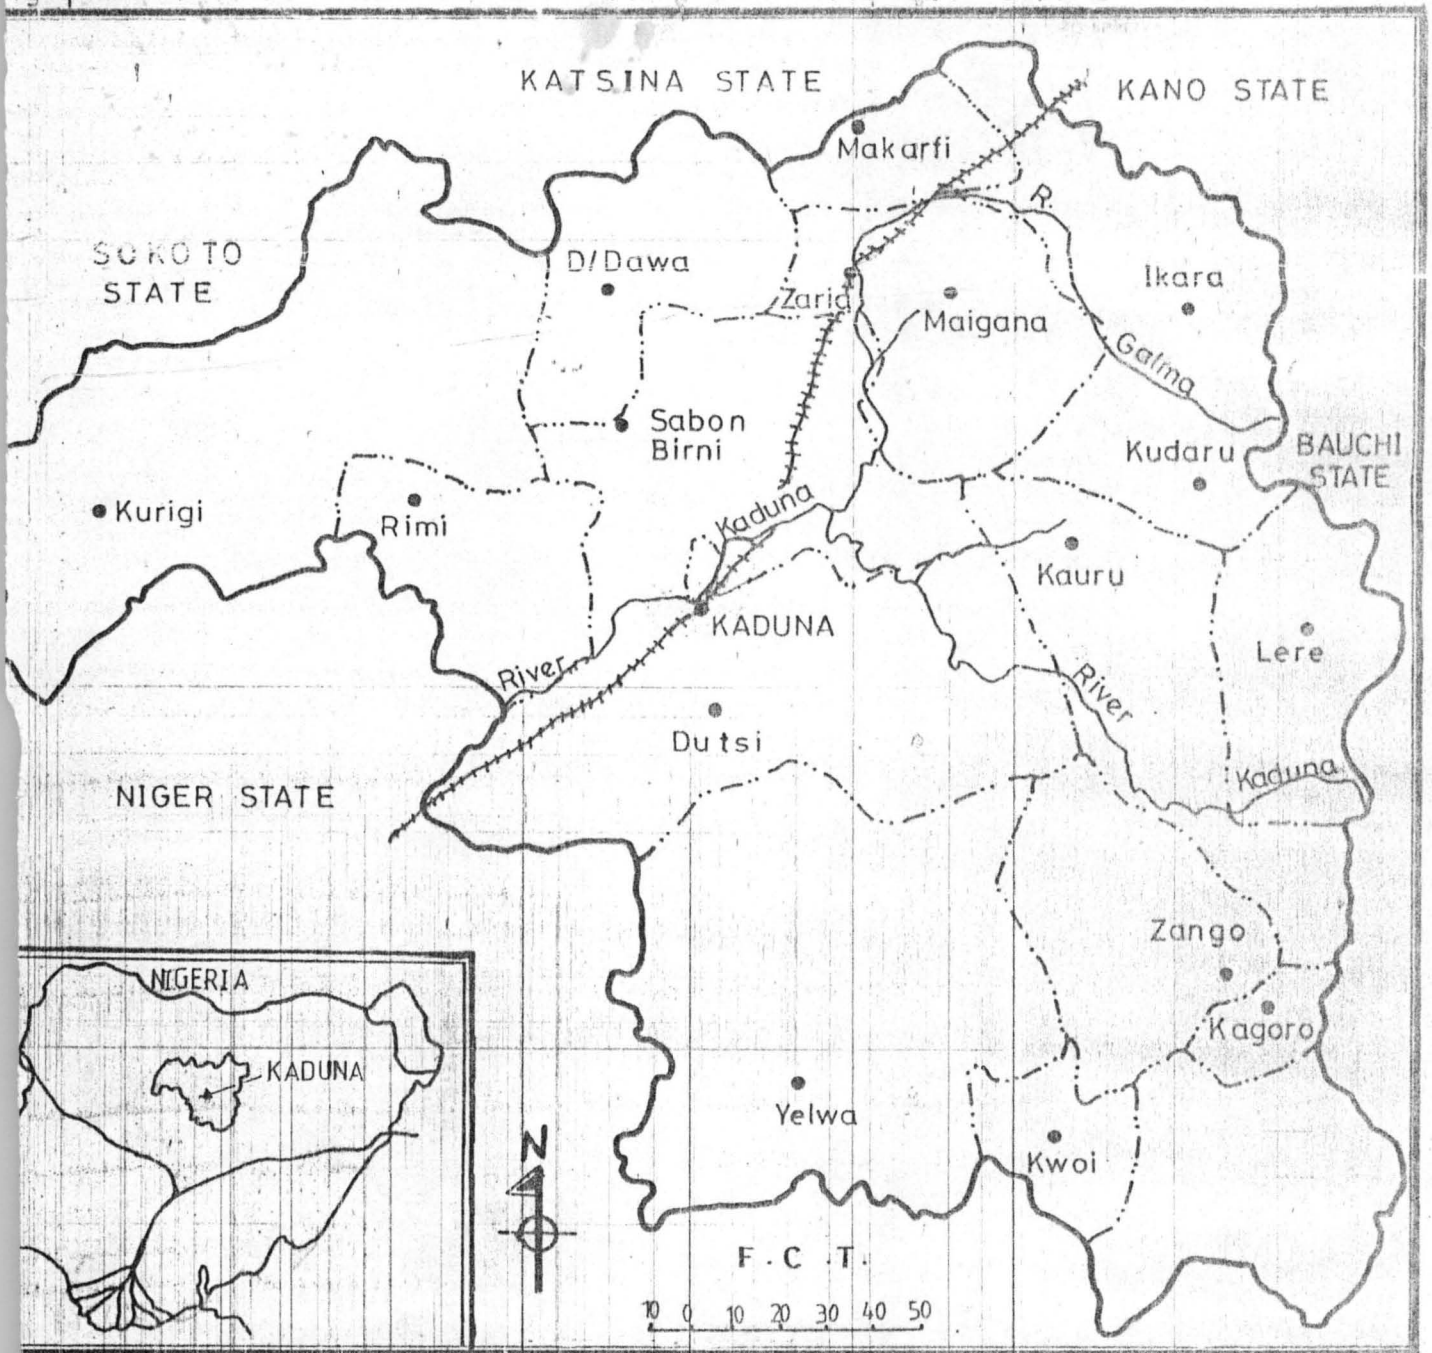 KATSINA STATE
KANO STATE
Makarfi
R.
SOKOTO
STATE
D/Dawa
Ikara
Zaria
Maigana
Galma
Sabon
Birni
Kudaru
BAUCHI
STATE
Kurigi
Rimi
Kaduna
Kauru
KADUNA
Lere
River
River
Dutsi
Kaduna
NIGER STATE
Zango
NIGERIA
Kagoro
KADUNA
Yelwa
N
Kwoi
F.C.T.
10 0 10 20 30 40 50